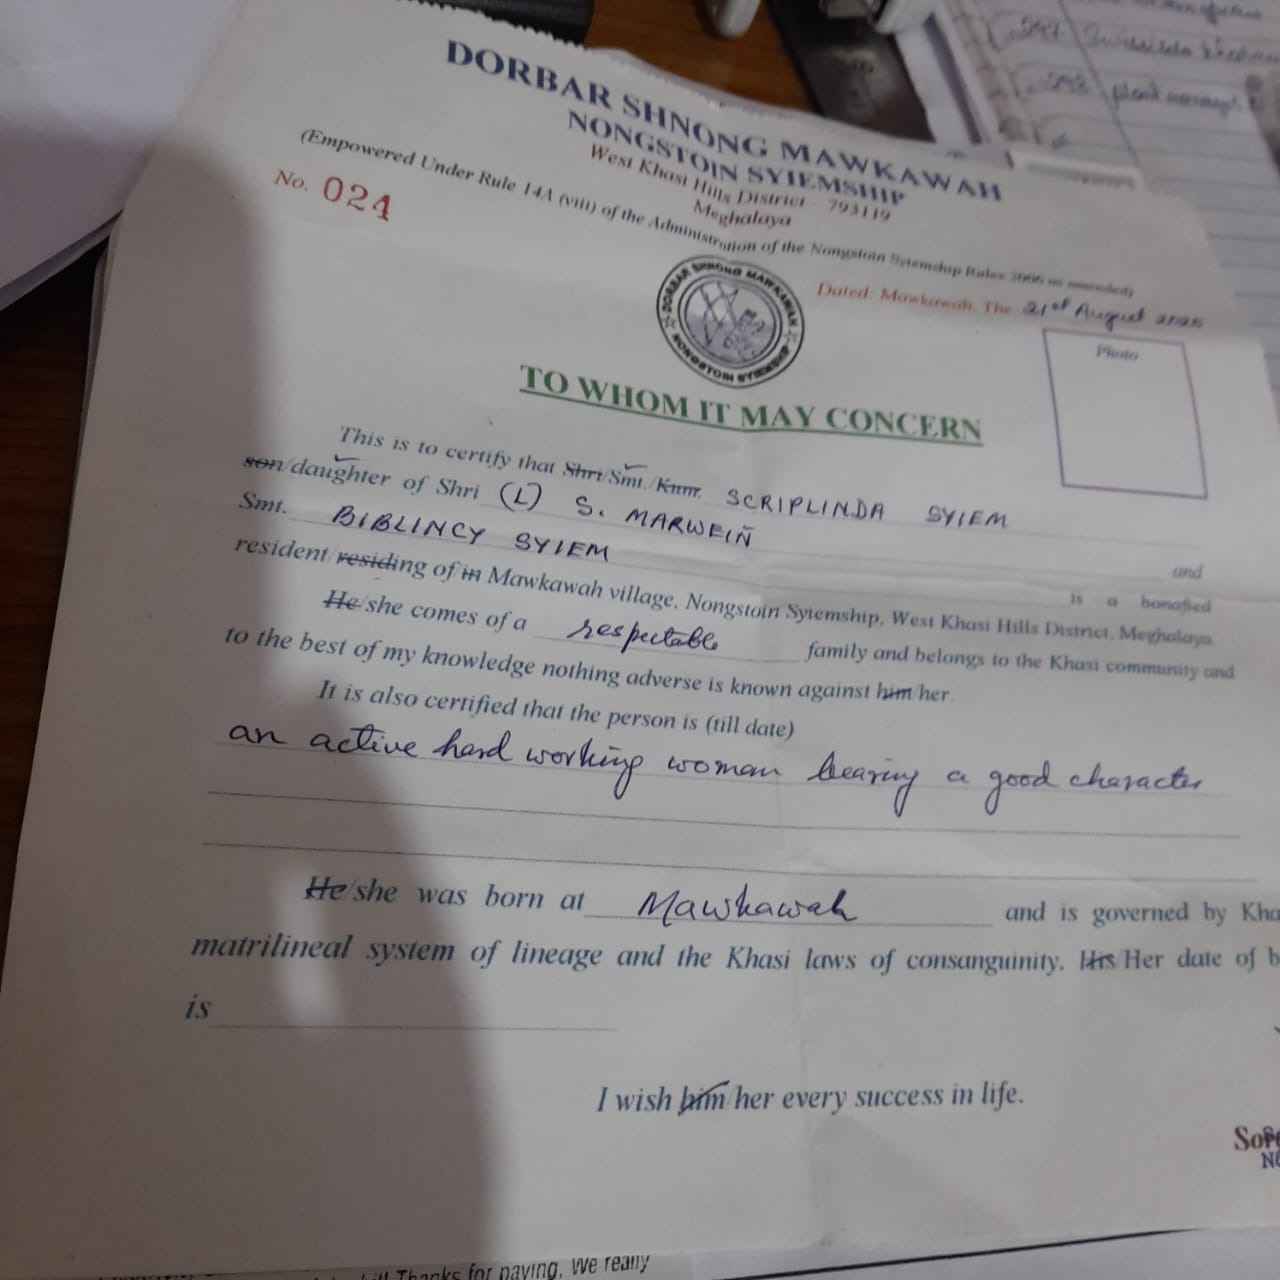 DORBAR SHNONG MAWKAWAH
NONGSTOIN SYIEMSHIP
West Khasi Hills District - 793119
Meghalaya
(Empowered Under Rule 14A (viii) of the Administration of the Nongstoin Syiemship Rules 2006 as amended)
No. 024
DORBAR SHNONG MAWKAWAH
NONGSTOIN SYIEMSHIP
Dated: Mawkawah, The 21st August 2025
Photo
TO WHOM IT MAY CONCERN
This is to certify that Shri/Smt./Kum. SCRIPLINDA SYIEM
son/daughter of Shri (L) S. MARWEIÑ and
Smt. BIBLINCY SYIEM is a bonafied
resident/residing of/in Mawkawah village, Nongstoin Syiemship, West Khasi Hills District, Meghalaya.
He/she comes of a respectable family and belongs to the Khasi community and
to the best of my knowledge nothing adverse is known against him/her.
It is also certified that the person is (till date)
an active hard working woman bearing a good character
He/she was born at Mawkawah and is governed by Kha
matrilineal system of lineage and the Khasi laws of consanguinity. His/Her date of b
is
I wish him/her every success in life.
Thanks for paying. We really